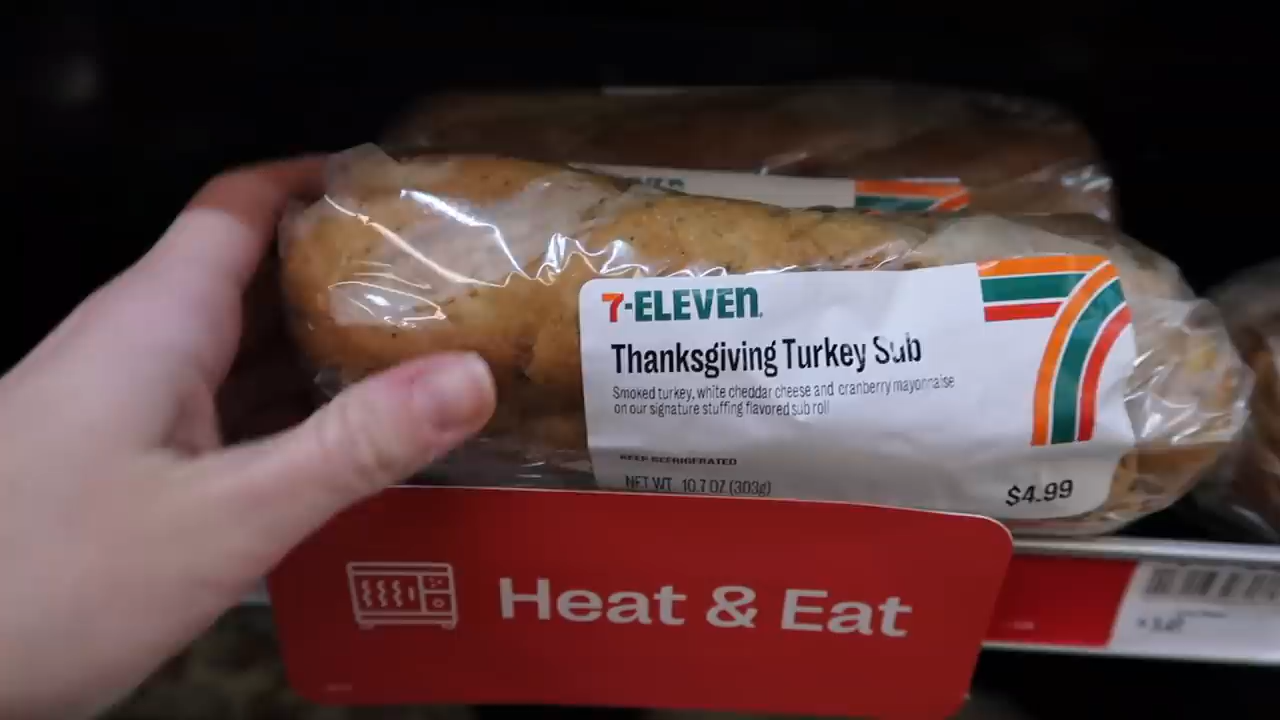 7-ELEVEN.
Thanksgiving Turkey Sub
Smoked turkey, white cheddar cheese and cranberry mayonnaise
on our signature stuffing flavored sub roll
KEEP REFRIGERATED
NET WT. 10.7 OZ (303g)
$4.99
Heat & Eat